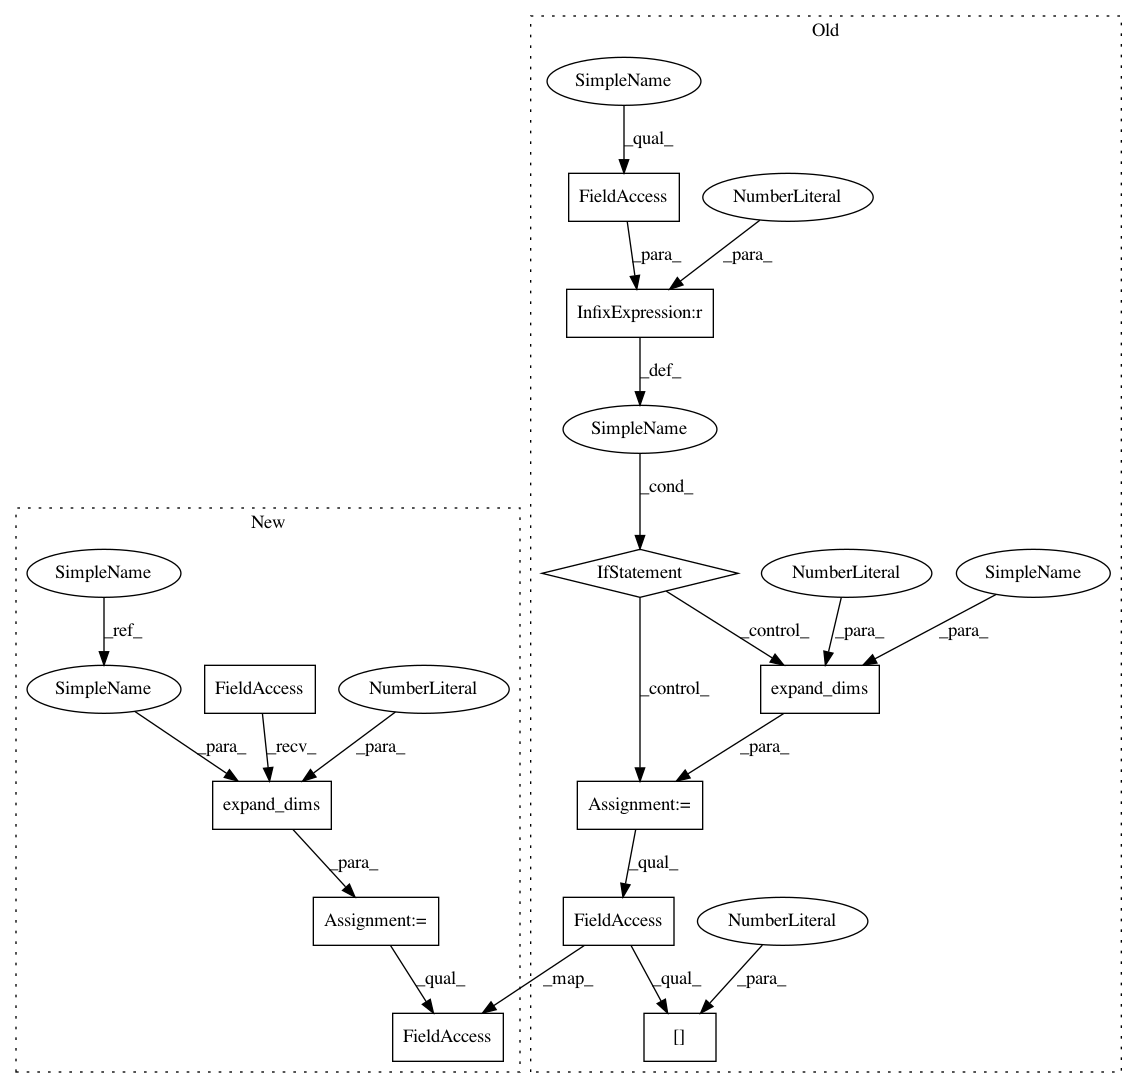 Old
SimpleName
_qual_
FieldAccess
NumberLiteral
_para_
_para_
InfixExpression:r
_def_
SimpleName
_cond_
New
SimpleName
IfStatement
NumberLiteral
SimpleName
_ref_
_control_
_para_
_para_
SimpleName
FieldAccess
NumberLiteral
_control_
expand_dims
_para_
_recv_
_para_
_para_
expand_dims
Assignment:=
_para_
_qual_
Assignment:=
FieldAccess
NumberLiteral
_qual_
_map_
_qual_
_para_
FieldAccess
[]